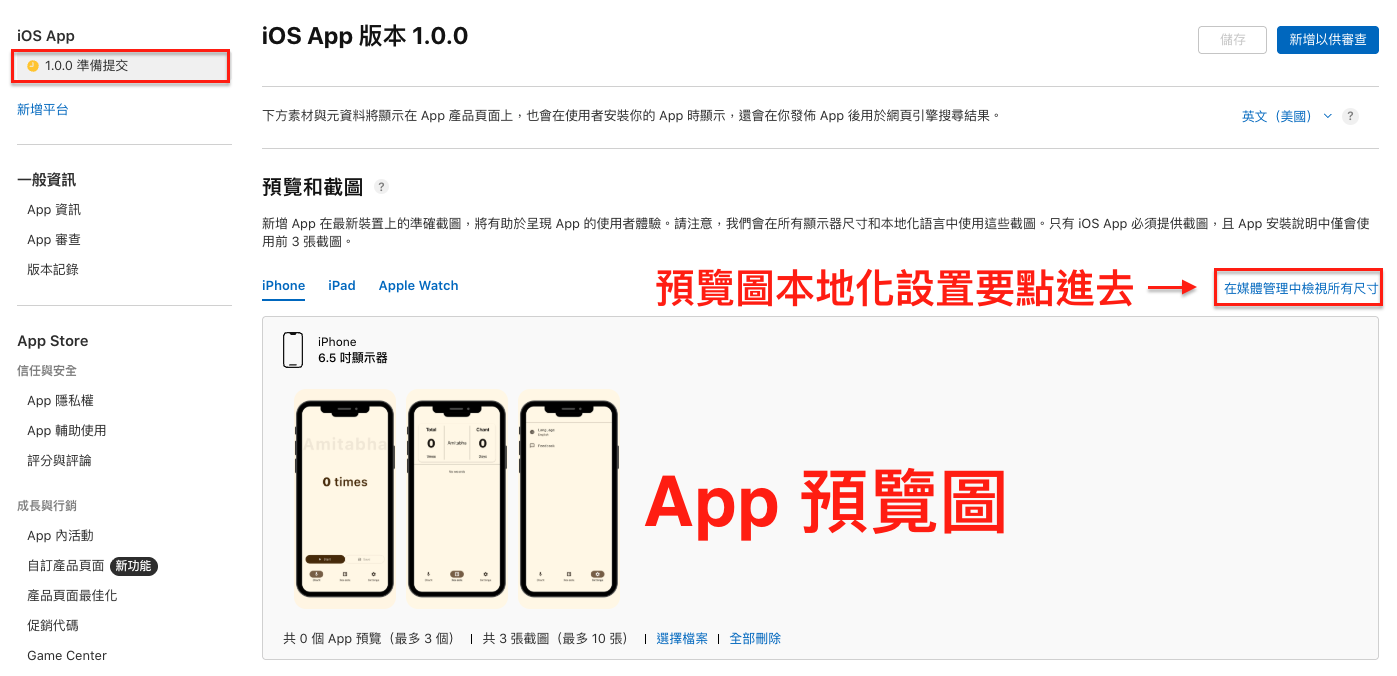 iOS App
1.0.0 準備提交
新增平台
一般資訊
App 資訊
App 審查
版本記錄
App Store
信任與安全
App 隱私權
App 輔助使用
評分與評論
成長與行銷
App 內活動
自訂產品頁面 新功能
產品頁面最佳化
促銷代碼
Game Center
iOS App 版本 1.0.0
儲存
新增以供審查
下方素材與元資料將顯示在 App 產品頁面上，也會在使用者安裝你的 App 時顯示，還會在你發佈 App 後用於網頁引擎搜尋結果。
英文（美國） ?
預覽和截圖 ?
新增 App 在最新裝置上的準確截圖，將有助於呈現 App 的使用者體驗。請注意，我們會在所有顯示器尺寸和本地化語言中使用這些截圖。只有 iOS App 必須提供截圖，且 App 安裝說明中僅會使
用前 3 張截圖。
iPhone iPad Apple Watch
預覽圖本地化設置要點進去
在媒體管理中檢視所有尺寸
iPhone
6.5 吋顯示器
Amitabha
0 times
Total
0
Amitabha
Chant
0
App 預覽圖
共 0 個 App 預覽（最多 3 個） | 共 3 張截圖（最多 10 張） | 選擇檔案 | 全部刪除